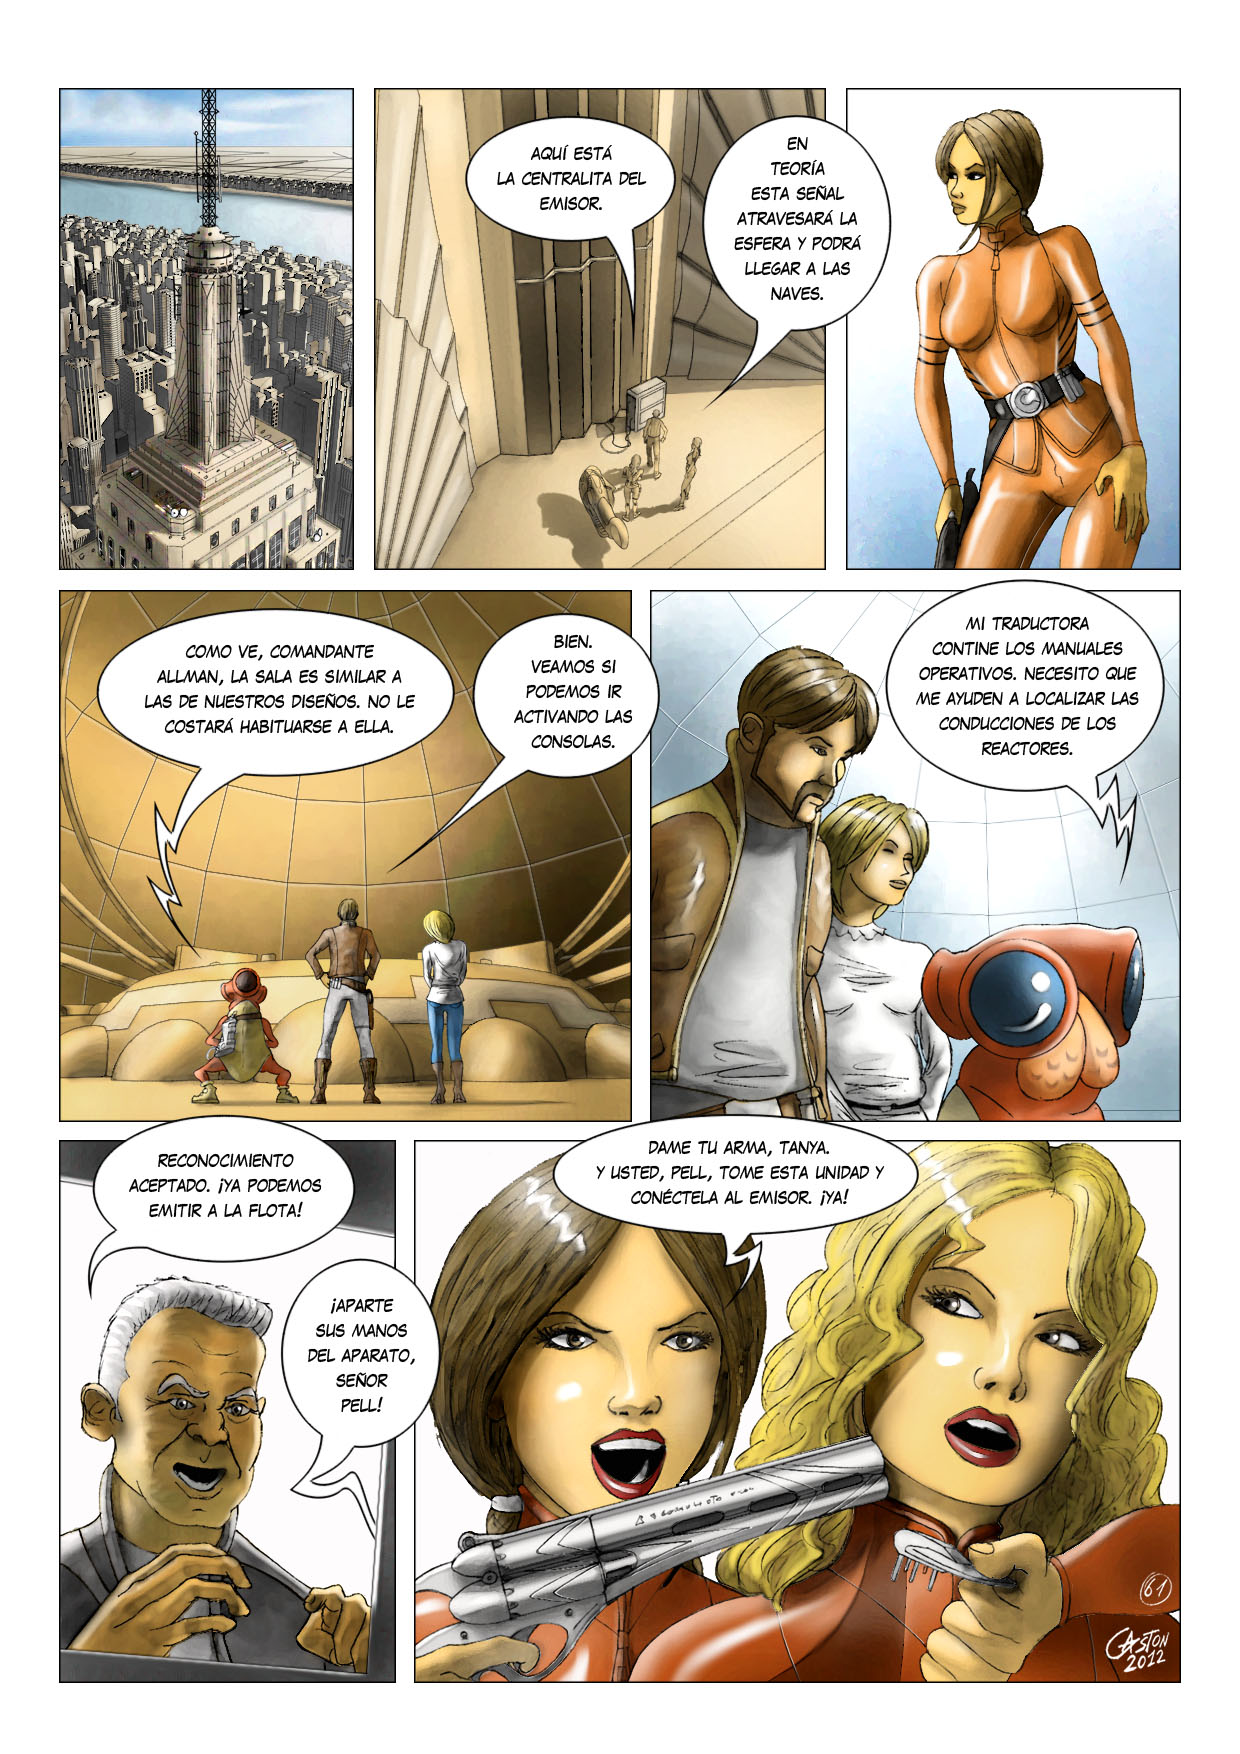 AQUÍ ESTÁ
LA CENTRALITA DEL
EMISOR.
EN
TEORÍA
ESTA SEÑAL
ATRAVESARÁ LA
ESFERA Y PODRÁ
LLEGAR A LAS
NAVES.
COMO VE, COMANDANTE
ALLMAN, LA SALA ES SIMILAR A
LAS DE NUESTROS DISEÑOS. NO LE
COSTARÁ HABITUARSE A ELLA.
BIEN.
VEAMOS SI
PODEMOS IR
ACTIVANDO LAS
CONSOLAS.
MI TRADUCTORA
CONTINE LOS MANUALES
OPERATIVOS. NECESITO QUE
ME AYUDEN A LOCALIZAR LAS
CONDUCCIONES DE LOS
REACTORES.
RECONOCIMIENTO
ACEPTADO. ¡YA PODEMOS
EMITIR A LA FLOTA!
¡APARTE
SUS MANOS
DEL APARATO,
SEÑOR
PELL!
DAME TU ARMA, TANYA.
Y USTED, PELL, TOME ESTA UNIDAD Y
CONÉCTELA AL EMISOR. ¡YA!
61
GASTON
2012